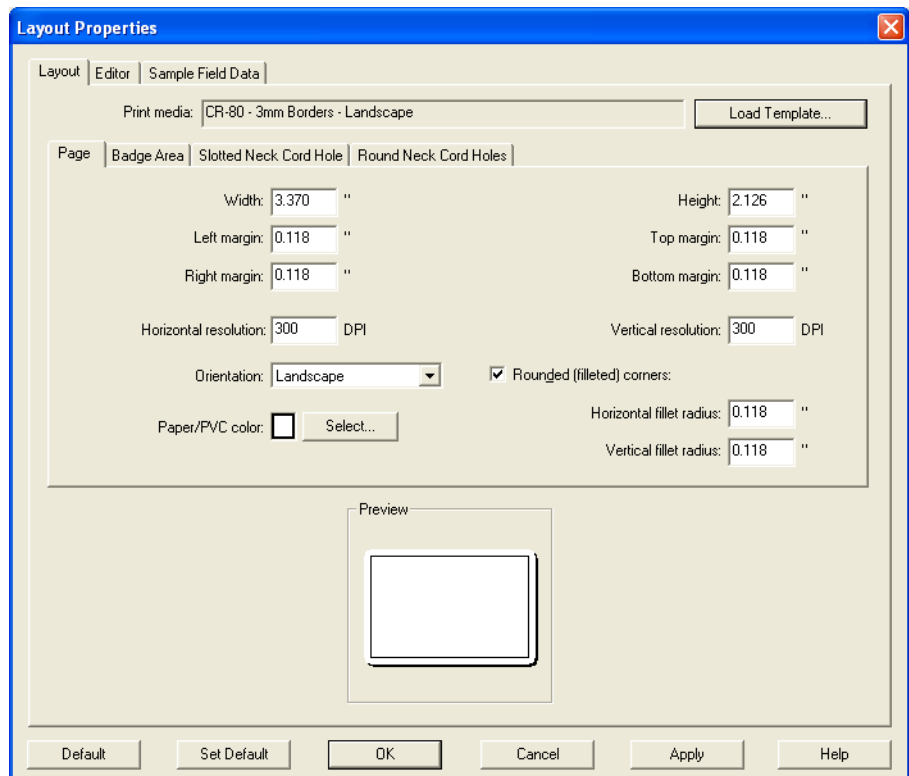 Layout Properties
Layout Editor Sample Field Data
Print media: CR-80 - 3mm Borders - Landscape Load Template...
Page Badge Area Slotted Neck Cord Hole Round Neck Cord Holes
Width: 3.370 " Height: 2.126 "
Left margin: 0.118 " Top margin: 0.118 "
Right margin: 0.118 " Bottom margin: 0.118 "
Horizontal resolution: 300 DPI Vertical resolution: 300 DPI
Orientation: Landscape Rounded (filleted) corners:
Horizontal fillet radius: 0.118 "
Paper/PVC color: Select...
Vertical fillet radius: 0.118 "
Preview
Default Set Default OK Cancel Apply Help